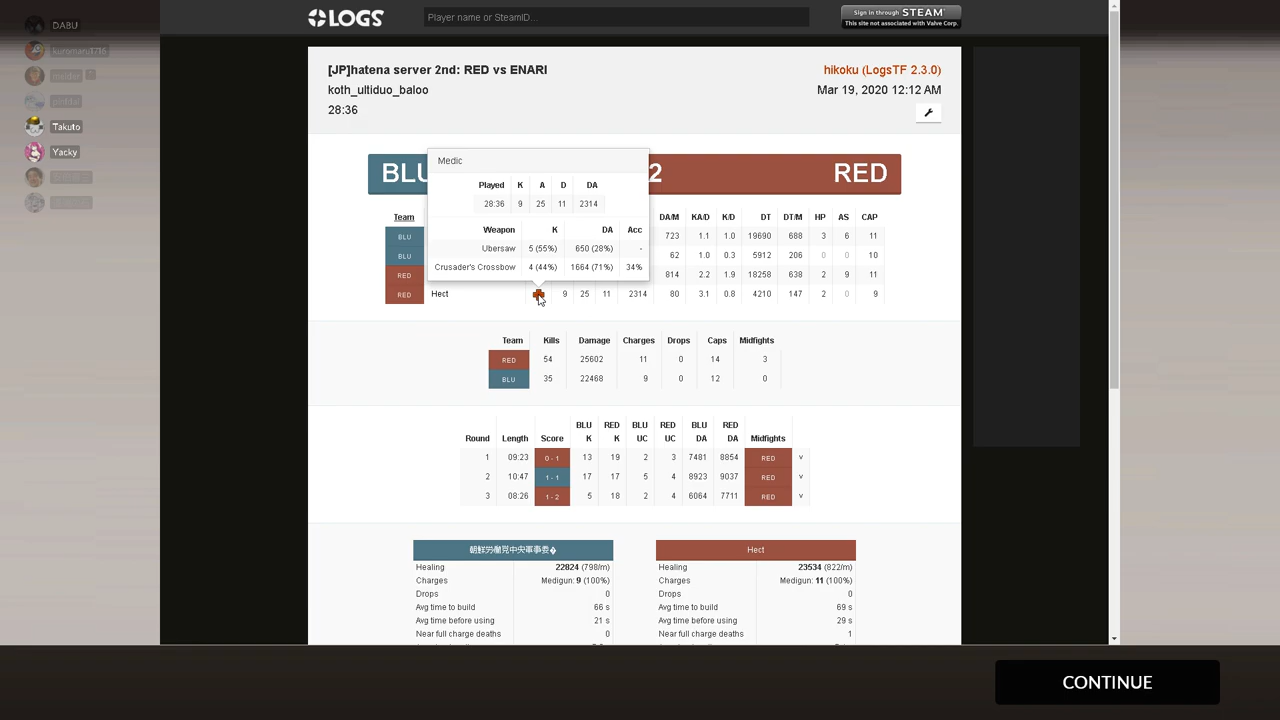 DABU
kuromaru1716
Takuto
Yacky
LOGS
Player name or SteamID...
Sign in through STEAM
This site not associated with Valve Corp.
[JP]hatena server 2nd: RED vs ENARI
hikoku (LogsTF 2.3.0)
koth_ultiduo_baloo
Mar 19, 2020 12:12 AM
28:36
BLU
2 RED
Medic
Played K A D DA
28:36 9 25 11 2314
Weapon K DA Acc
Ubersaw 5 (55%) 650 (28%) -
Crusader's Crossbow 4 (44%) 1664 (71%) 34%
Team DA/M KA/D K/D DT DT/M HP AS CAP
BLU 723 1.1 1.0 19690 688 3 6 11
BLU 62 1.0 0.3 5912 206 0 0 10
RED 814 2.2 1.9 18258 638 2 9 11
RED Hect 9 25 11 2314 80 3.1 0.8 4210 147 2 0 9
Team Kills Damage Charges Drops Caps Midfights
RED 54 25602 11 0 14 3
BLU 35 22468 9 0 12 0
BLU RED BLU RED BLU RED
Round Length Score K K UC UC DA DA Midfights
1 09:23 0 - 1 13 19 2 3 7481 8854 RED v
2 10:47 1 - 1 17 17 5 4 8923 9037 RED v
3 08:26 1 - 2 5 18 2 4 6064 7711 RED v
朝鮮労働党中央軍事委�
Healing 22824 (798/m)
Charges Medigun: 9 (100%)
Drops 0
Avg time to build 66 s
Avg time before using 21 s
Near full charge deaths 0
Hect
Healing 23534 (822/m)
Charges Medigun: 11 (100%)
Drops 0
Avg time to build 69 s
Avg time before using 29 s
Near full charge deaths 1
CONTINUE